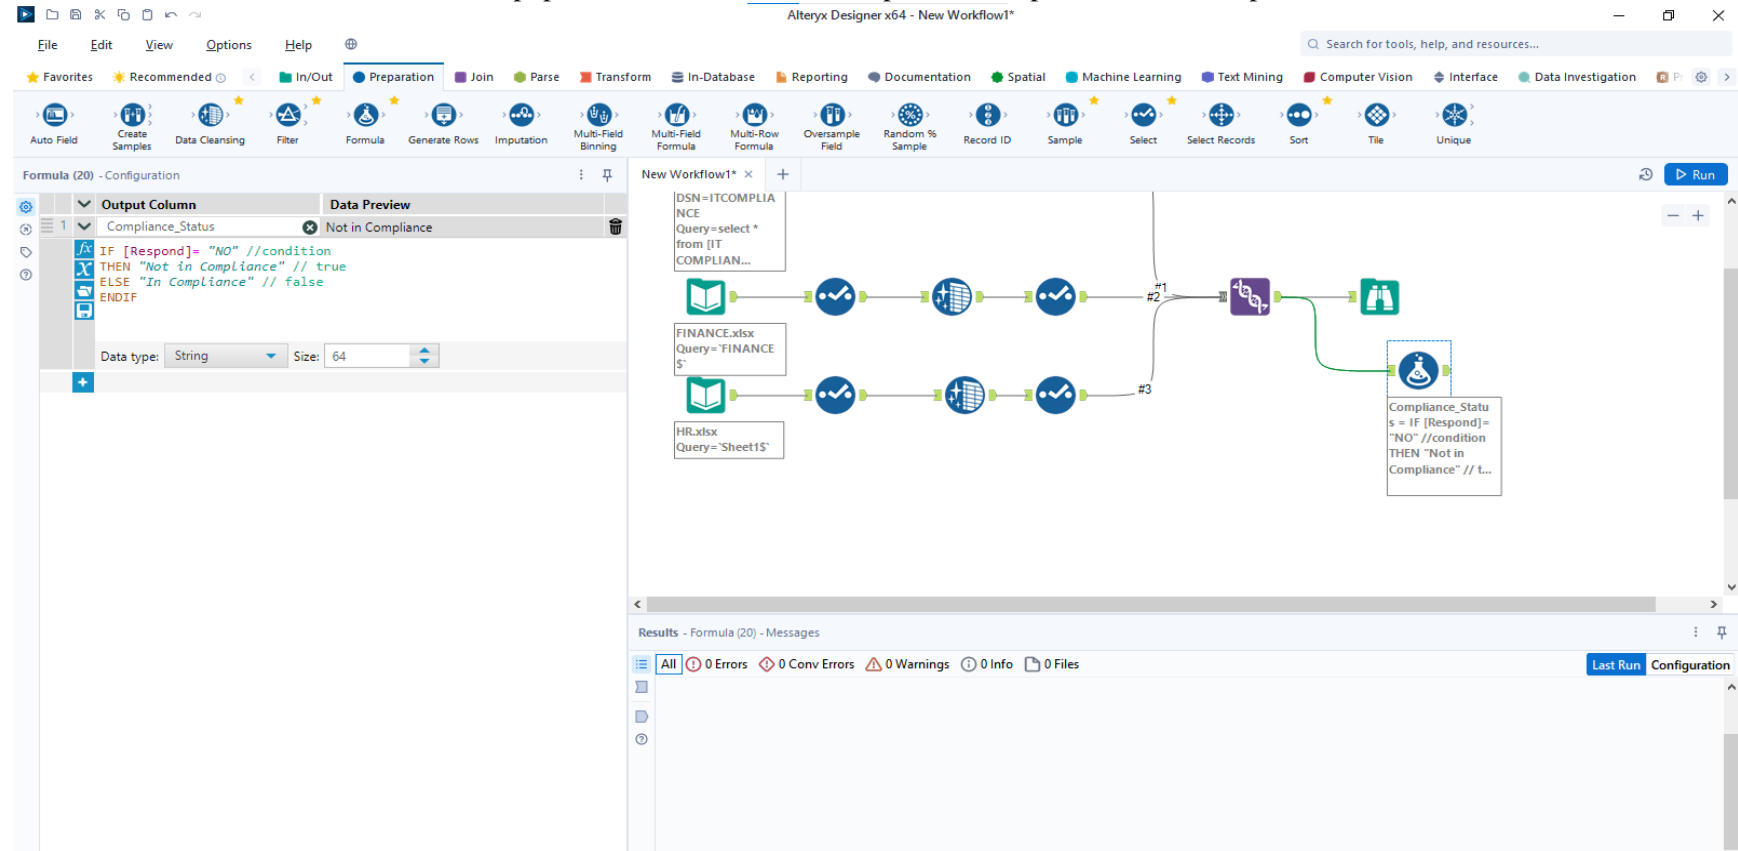 Alteryx Designer x64 - New Workflow1*
File Edit View Options Help
Search for tools, help, and resources...
Favorites Recommended In/Out Preparation Join Parse Transform In-Database Reporting Documentation Spatial Machine Learning Text Mining Computer Vision Interface Data Investigation
Auto Field
Create Samples
Data Cleansing
Filter
Formula
Generate Rows
Imputation
Multi-Field Binning
Multi-Field Formula
Multi-Row Formula
Oversample Field
Random % Sample
Record ID
Sample
Select
Select Records
Sort
Tile
Unique
Formula (20) - Configuration
Output Column Data Preview
1 Compliance_Status Not in Compliance
IF [Respond]= "NO" //condition
THEN "Not in Compliance" // true
ELSE "In Compliance" // false
ENDIF
Data type: String Size: 64
New Workflow1*
Run
DSN=ITCOMPLIA
NCE
Query=select *
from [IT
COMPLIAN...
#1
#2
FINANCE.xlsx
Query=`FINANCE
$`
#3
HR.xlsx
Query=`Sheet1$`
Compliance_Statu
s = IF [Respond]=
"NO" //condition
THEN "Not in
Compliance" // t...
Results - Formula (20) - Messages
All 0 Errors 0 Conv Errors 0 Warnings 0 Info 0 Files
Last Run Configuration